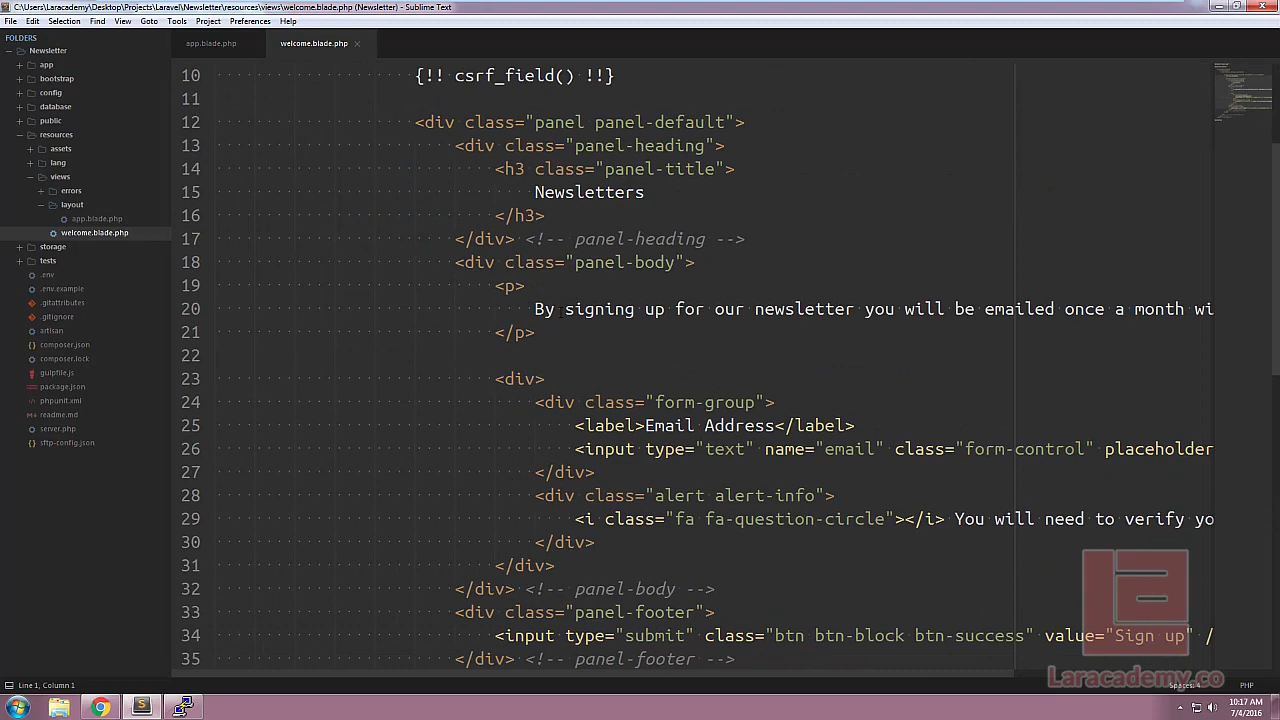 C:\Users\Laracademy\Desktop\Projects\Laravel\Newsletter\resources\views\welcome.blade.php (Newsletter) - Sublime Text
File Edit Selection Find View Goto Tools Project Preferences Help
FOLDERS
Newsletter
app
bootstrap
config
database
public
resources
assets
lang
views
errors
layout
app.blade.php
welcome.blade.php
storage
tests
.env
.env.example
.gitattributes
.gitignore
artisan
composer.json
composer.lock
gulpfile.js
package.json
phpunit.xml
readme.md
server.php
sftp-config.json
app.blade.php welcome.blade.php
10 {!! csrf_field() !!}
11
12 <div class="panel panel-default">
13 <div class="panel-heading">
14 <h3 class="panel-title">
15 Newsletters
16 </h3>
17 </div> <!-- panel-heading -->
18 <div class="panel-body">
19 <p>
20 By signing up for our newsletter you will be emailed once a month wi
21 </p>
22
23 <div>
24 <div class="form-group">
25 <label>Email Address</label>
26 <input type="text" name="email" class="form-control" placeholder
27 </div>
28 <div class="alert alert-info">
29 <i class="fa fa-question-circle"></i> You will need to verify yo
30 </div>
31 </div>
32 </div> <!-- panel-body -->
33 <div class="panel-footer">
34 <input type="submit" class="btn btn-block btn-success" value="Sign up" /
35 </div> <!-- panel-footer -->
Laracademy.co
Line 1, Column 1
Spaces: 4 PHP
10:17 AM
7/4/2016